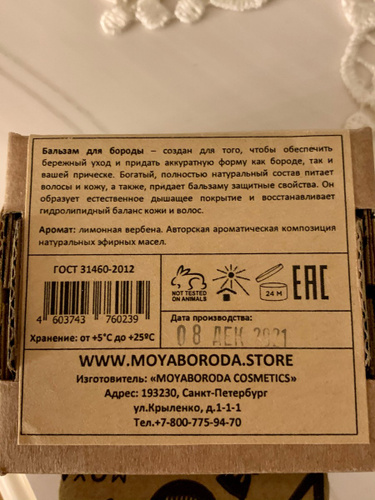 Бальзам для бороды – создан для того, чтобы обеспечить
бережный уход и придать аккуратную форму как бороде, так и
вашей прическе. Богатый, полностью натуральный состав питает
волосы и кожу, а также, придает бальзаму защитные свойства. Он
образует естественное дышащее покрытие и восстанавливает
гидролипидный баланс кожи и волос.
Аромат: лимонная вербена. Авторская ароматическая композиция
натуральных эфирных масел.
ГОСТ 31460-2012
4 603743 760239
Хранение: от +5°С до +25ºС
NOT TESTED
ON ANIMALS
24 M
EAC
Дата производства:
08 ДЕК 2021
WWW.MOYABORODA.STORE
Изготовитель: «MOYABORODA COSMETICS»
Адрес: 193230, Санкт-Петербург
ул.Крыленко, д.1-1-1
Тел.+7-800-775-94-70